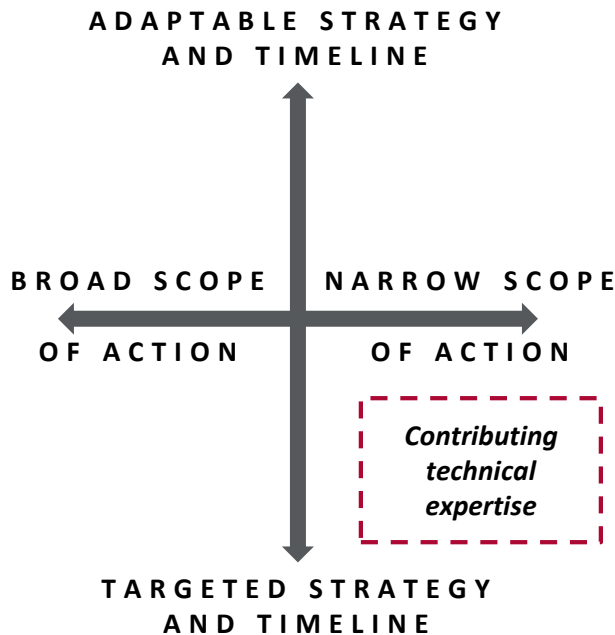 ADAPTABLE STRATEGY
AND TIMELINE
BROAD SCOPE
OF ACTION
NARROW SCOPE
OF ACTION
Contributing
technical
expertise
TARGETED STRATEGY
AND TIMELINE